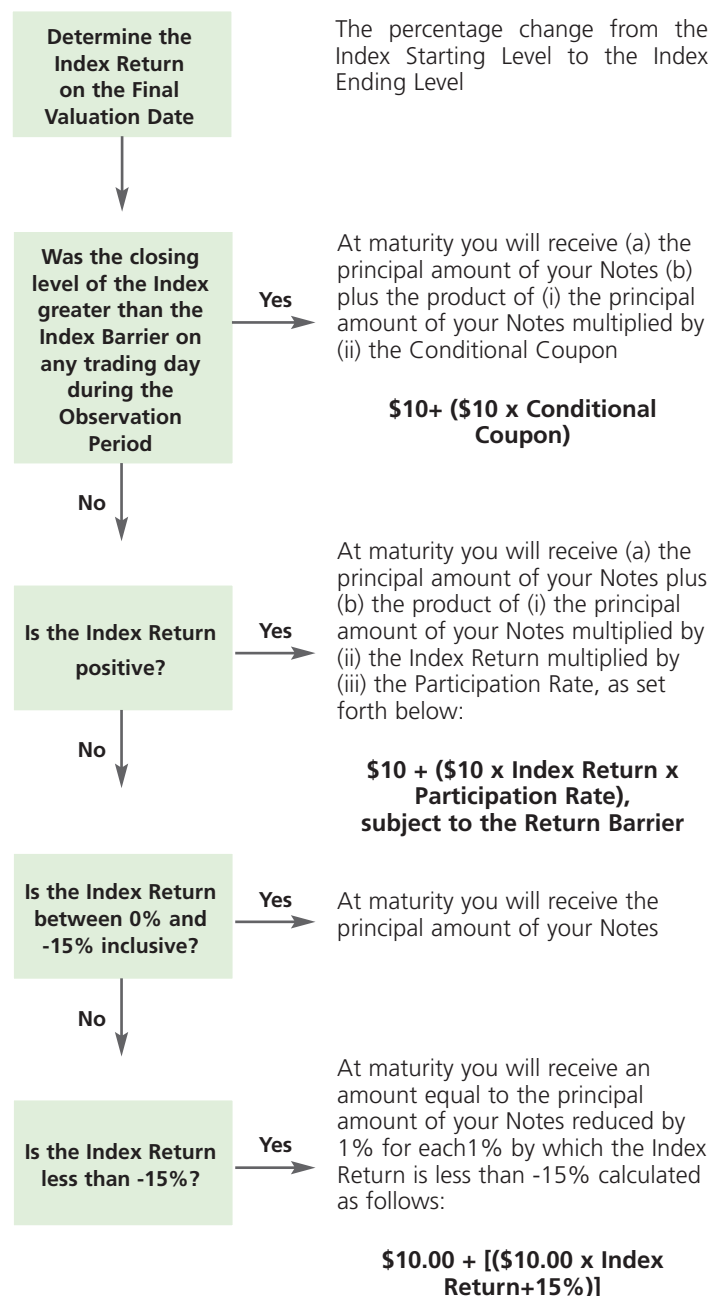 Determine the
Index Return
on the Final
Valuation Date
The percentage change from the
Index Starting Level to the Index
Ending Level
Was the closing
level of the Index
greater than the
Index Barrier on
any trading day
during the
Observation
Period
Yes
At maturity you will receive (a) the
principal amount of your Notes (b)
plus the product of (i) the principal
amount of your Notes multiplied by
(ii) the Conditional Coupon
$10+ ($10 x Conditional
Coupon)
No
Is the Index Return
positive?
Yes
At maturity you will receive (a) the
principal amount of your Notes plus
(b) the product of (i) the principal
amount of your Notes multiplied by
(ii) the Index Return multiplied by
(iii) the Participation Rate, as set
forth below:
$10 + ($10 x Index Return x
Participation Rate),
subject to the Return Barrier
No
Is the Index Return
between 0% and
-15% inclusive?
Yes
At maturity you will receive the
principal amount of your Notes
No
Is the Index Return
less than -15%?
Yes
At maturity you will receive an
amount equal to the principal
amount of your Notes reduced by
1% for each1% by which the Index
Return is less than -15% calculated
as follows:
$10.00 + [($10.00 x Index
Return+15%)]